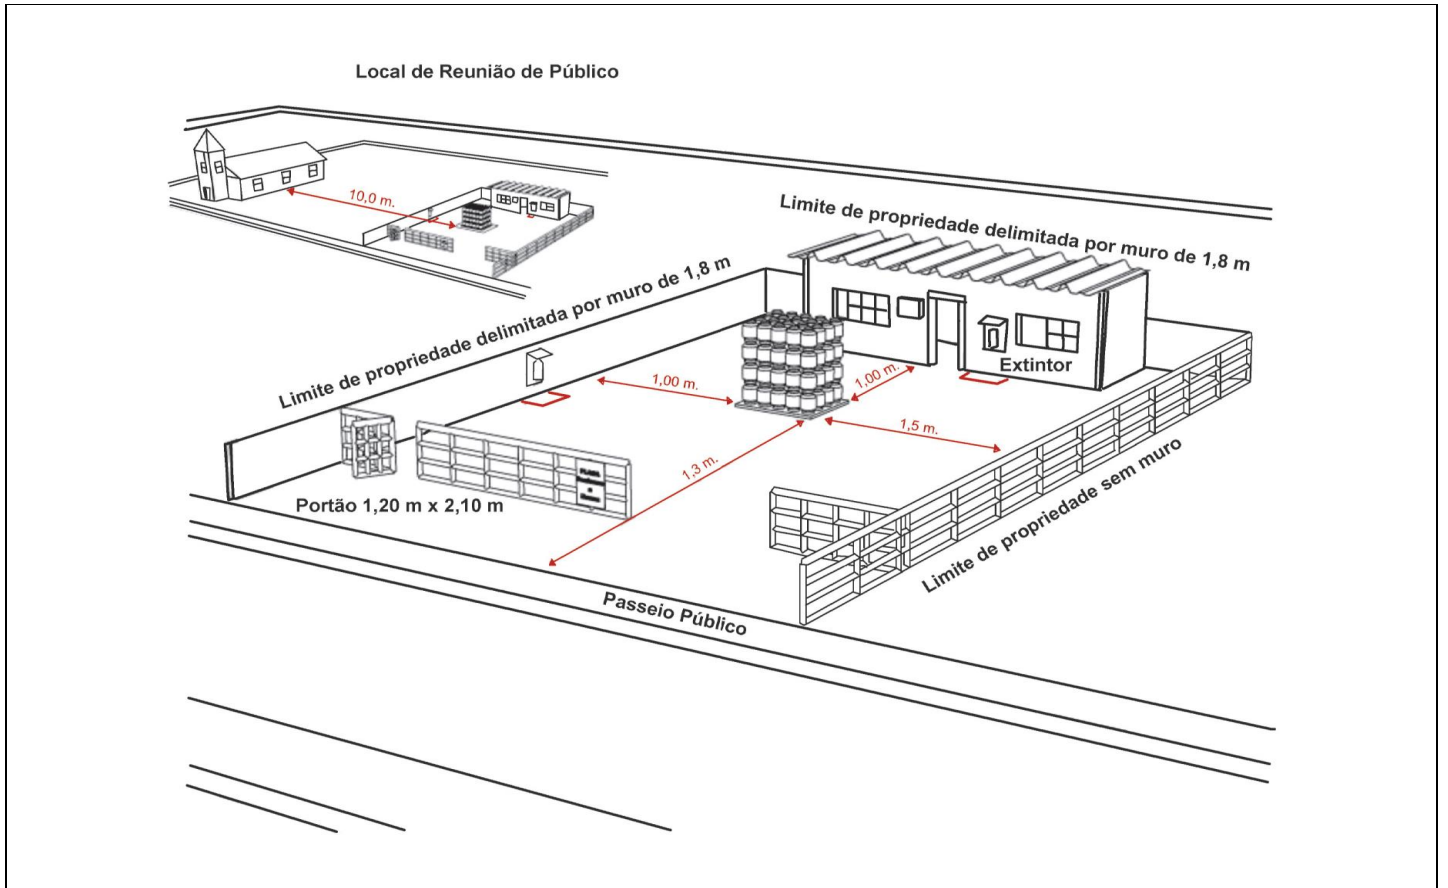 Local de Reunião de Público
10,0 m.
Limite de propriedade delimitada por muro de 1,8 m
Limite de propriedade delimitada por muro de 1,8 m
1,00 m.
1,00 m.
Extintor
1,5 m.
1,3 m.
Portão 1,20 m x 2,10 m
Limite de propriedade sem muro
Passeio Público